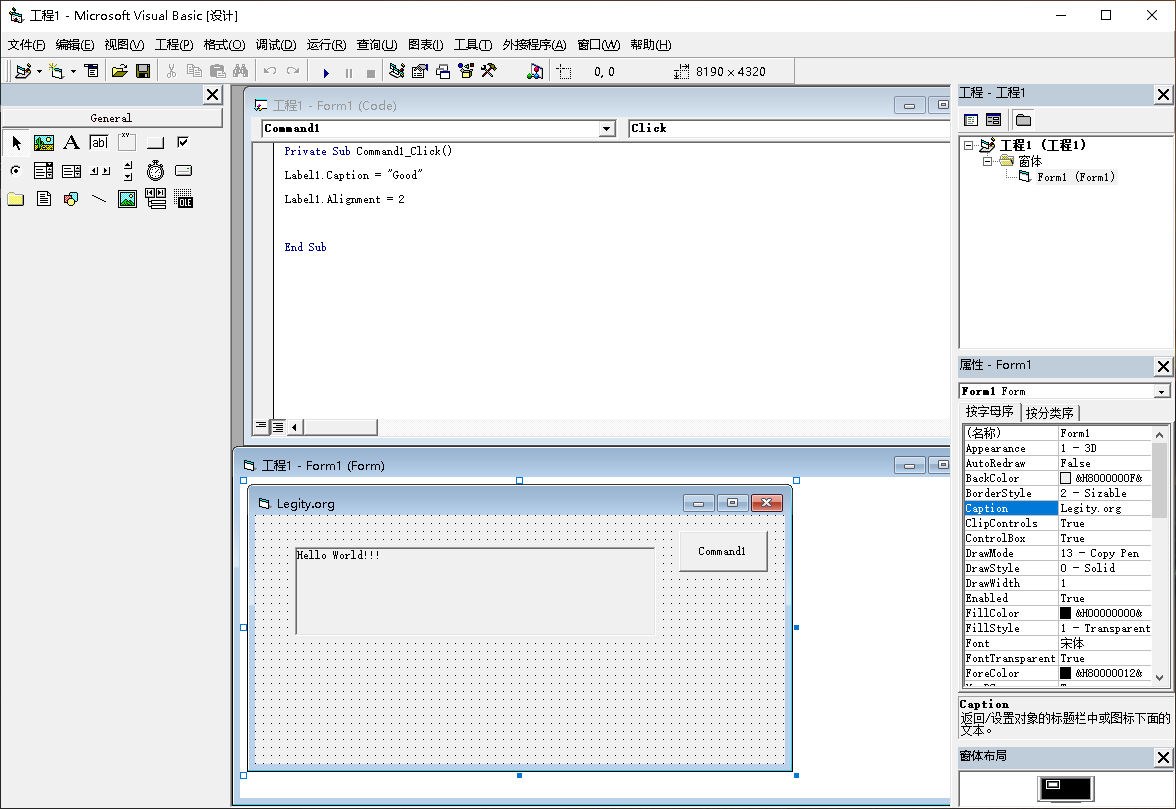 工程1 - Microsoft Visual Basic [设计]
文件(F) 编辑(E) 视图(V) 工程(P) 格式(O) 调试(D) 运行(R) 查询(U) 图表(I) 工具(T) 外接程序(A) 窗口(W) 帮助(H)
0, 0 8190 × 4320
General
A ab| xy
OLE
工程1 - Form1 (Code)
Command1 Click
Private Sub Command1_Click()
Label1.Caption = "Good"
Label1.Alignment = 2
End Sub
工程1 - Form1 (Form)
Legity.org
Hello World!!!
Command1
工程 - 工程1
工程1 (工程1)
窗体
Form1 (Form1)
属性 - Form1
Form1 Form
按字母序 按分类序
(名称) Form1
Appearance 1 - 3D
AutoRedraw False
BackColor &H8000000F&
BorderStyle 2 - Sizable
Caption Legity.org
ClipControls True
ControlBox True
DrawMode 13 - Copy Pen
DrawStyle 0 - Solid
DrawWidth 1
Enabled True
FillColor &H00000000&
FillStyle 1 - Transparent
Font 宋体
FontTransparent True
ForeColor &H80000012&
Caption
返回/设置对象的标题栏中或图标下面的
文本。
窗体布局